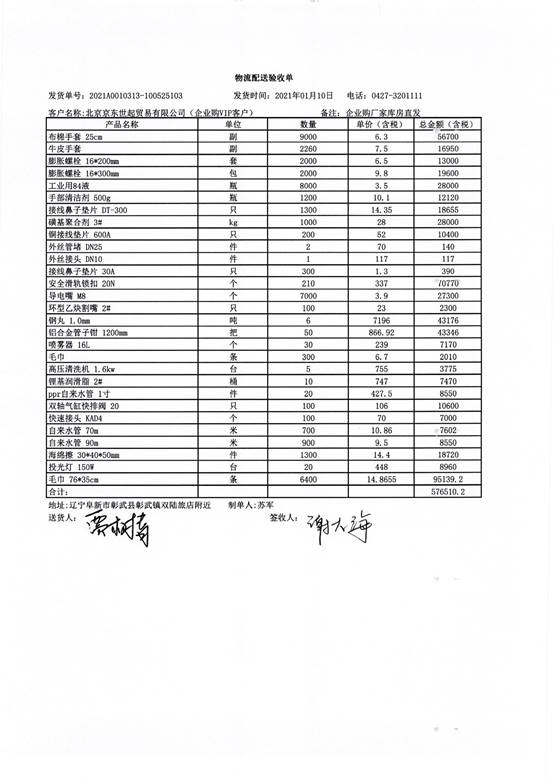 物流配送验收单
发货单号：2021A0010313-100525103 发货时间：2021年01月10日 电话：0427-3201111
客户名称:北京京东世纪贸易有限公司（企业购VIP客户） 备注：企业购厂家库房直发
产品名称 单位 数量 单价（含税） 总金额（含税）
布棉手套 25cm 副 9000 6.3 56700
牛皮手套 副 2260 7.5 16950
膨胀螺栓 16*200mm 套 2000 6.5 13000
膨胀螺栓 16*300mm 包 2000 9.8 19600
工业用84液 瓶 8000 3.5 28000
手部清洁剂 500g 瓶 1200 10.1 12120
接线鼻子垫片 DT-300 只 1300 14.35 18655
磺基聚合剂 3# kg 1000 28 28000
铜接线垫片 600A 只 200 52 10400
外丝管堵 DN25 件 2 70 140
外丝接头 DN10 件 1 117 117
接线鼻子垫片 30A 只 300 1.3 390
安全滑轨锁扣 20N 个 210 337 70770
导电嘴 M8 个 7000 3.9 27300
环型乙炔割嘴 2# 只 100 23 2300
钢丸 1.0mm 吨 6 7196 43176
铝合金管子钳 1200mm 把 50 866.92 43346
喷雾器 16L 个 30 239 7170
毛巾 条 300 6.7 2010
高压清洗机 1.6kw 台 5 755 3775
锂基润滑脂 2# 桶 10 747 7470
ppr自来水管 1寸 件 20 427.5 8550
双轴气缸快排阀 20 只 100 106 10600
快速接头 KAD4 个 100 70 7000
自来水管 70m 米 700 10.86 7602
自来水管 90m 米 900 9.5 8550
海绵擦 30*40*50mm 件 1300 14.4 18720
投光灯 150W 台 20 448 8960
毛巾 76*35cm 条 6400 14.8655 95139.2
合计： 576510.2
地址:辽宁阜新市彰武县彰武镇双陆旅店附近 制单人:苏军
送货人： 签收人： 谢大海